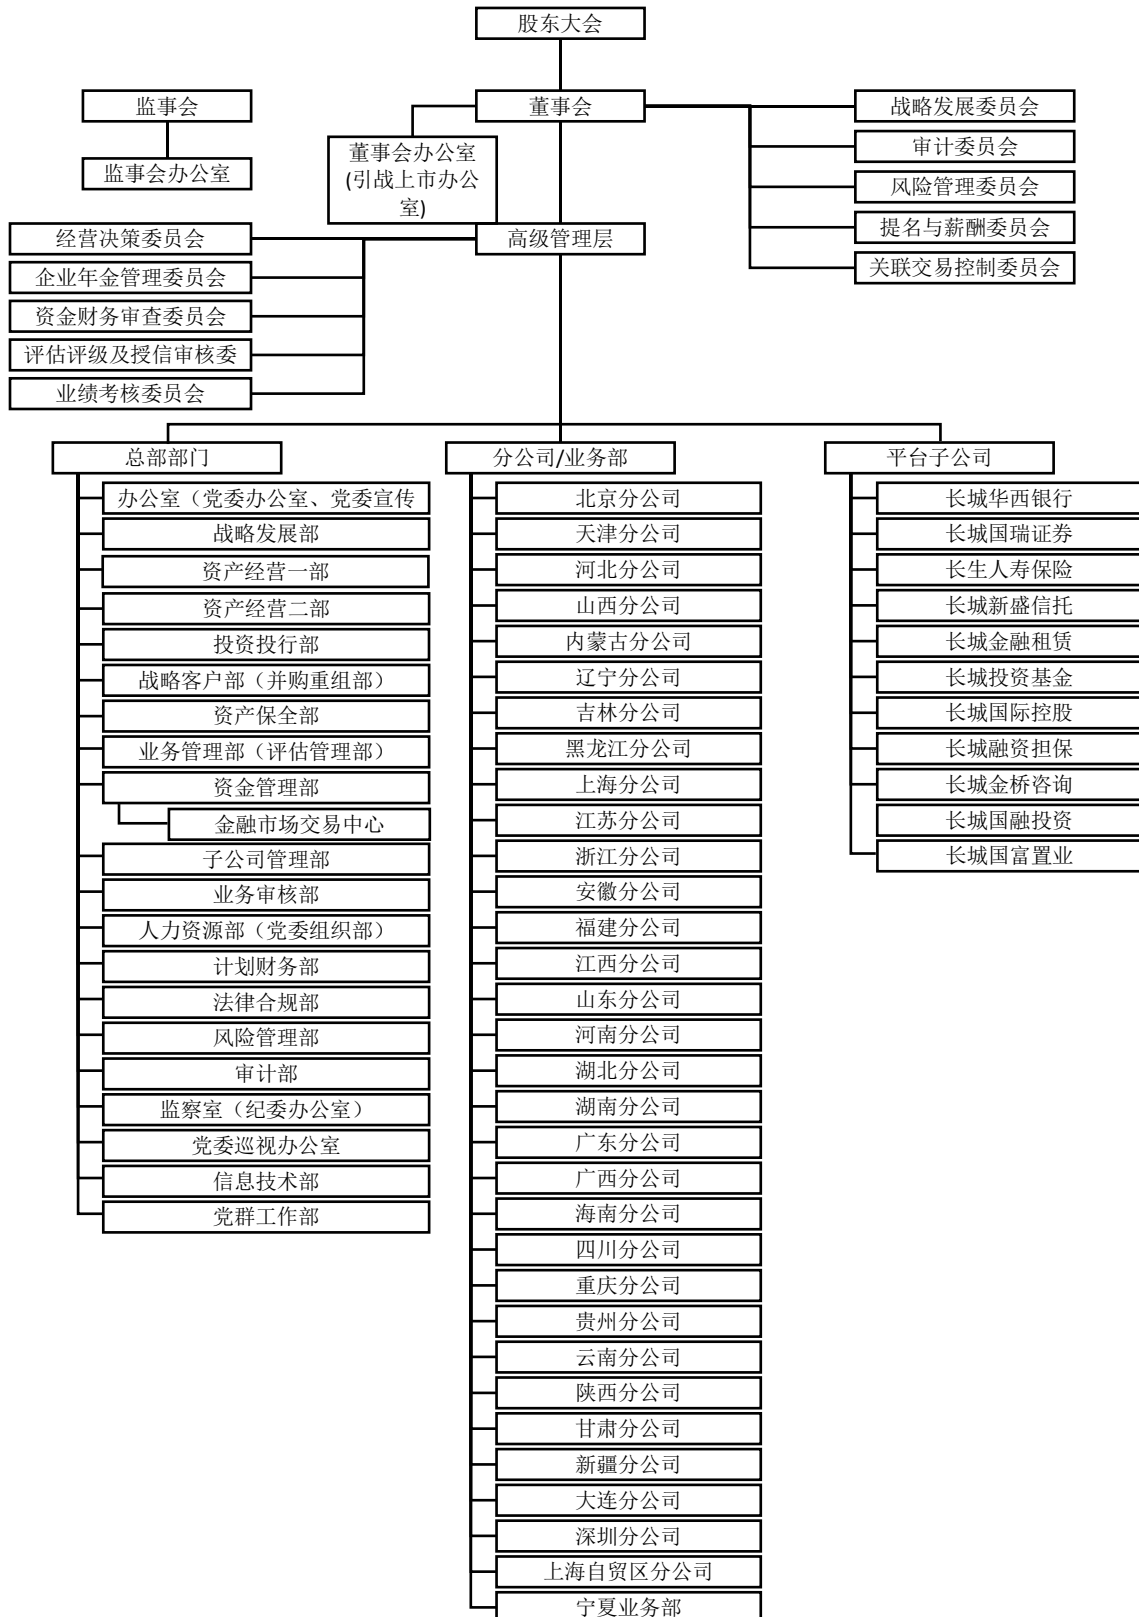 股东大会
监事会
董事会
战略发展委员会
监事会办公室
董事会办公室
(引战上市办公
室)
审计委员会
风险管理委员会
提名与薪酬委员会
关联交易控制委员会
高级管理层
经营决策委员会
企业年金管理委员会
资金财务审查委员会
评估评级及授信审核委
业绩考核委员会
总部部门
办公室（党委办公室、党委宣传
战略发展部
资产经营一部
资产经营二部
投资投行部
战略客户部（并购重组部）
资产保全部
业务管理部（评估管理部）
资金管理部
金融市场交易中心
子公司管理部
业务审核部
人力资源部（党委组织部）
计划财务部
法律合规部
风险管理部
审计部
监察室（纪委办公室）
党委巡视办公室
信息技术部
党群工作部
分公司/业务部
北京分公司
天津分公司
河北分公司
山西分公司
内蒙古分公司
辽宁分公司
吉林分公司
黑龙江分公司
上海分公司
江苏分公司
浙江分公司
安徽分公司
福建分公司
江西分公司
山东分公司
河南分公司
湖北分公司
湖南分公司
广东分公司
广西分公司
海南分公司
四川分公司
重庆分公司
贵州分公司
云南分公司
陕西分公司
甘肃分公司
新疆分公司
大连分公司
深圳分公司
上海自贸区分公司
宁夏业务部
平台子公司
长城华西银行
长城国瑞证券
长生人寿保险
长城新盛信托
长城金融租赁
长城投资基金
长城国际控股
长城融资担保
长城金桥咨询
长城国融投资
长城国富置业